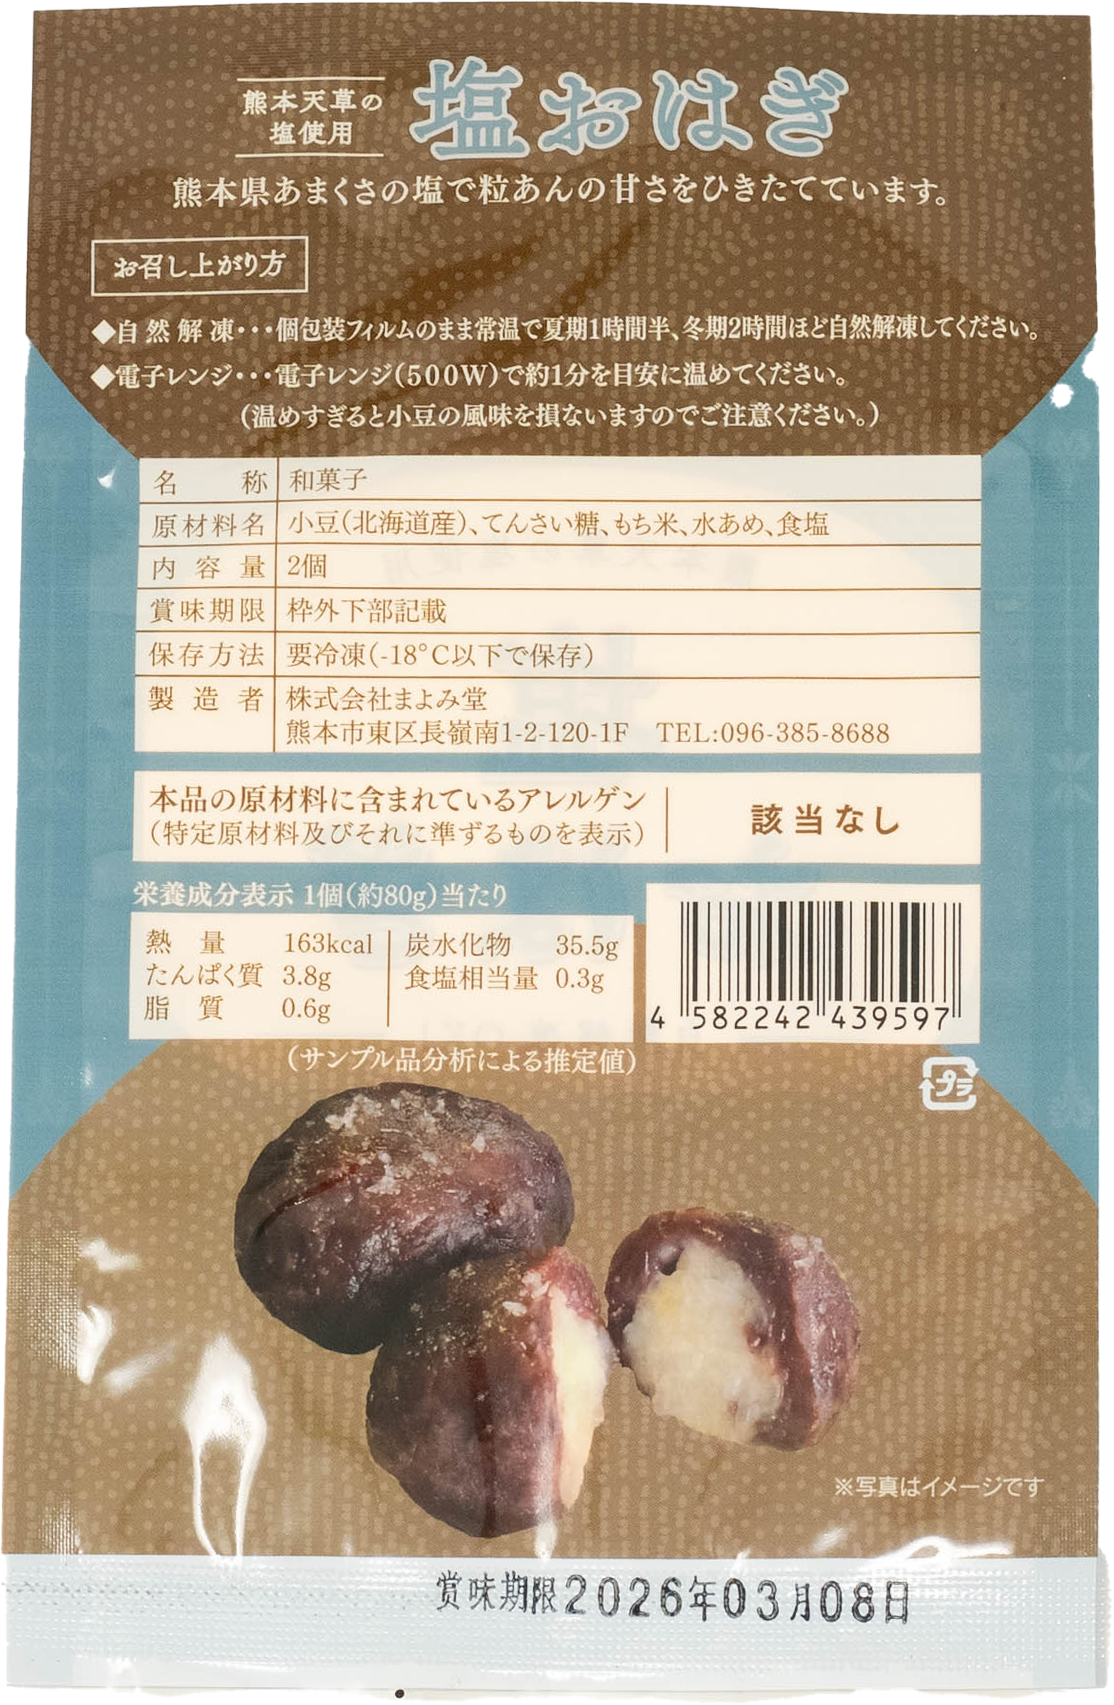 熊本天草の
塩使用
塩おはぎ
熊本県あまくさの塩で粒あんの甘さをひきたてています。
お召し上がり方
◆自然解凍・・・個包装フィルムのまま常温で夏期1時間半、冬期2時間ほど自然解凍してください。
◆電子レンジ・・・電子レンジ(500W)で約1分を目安に温めてください。
(温めすぎると小豆の風味を損ないますのでご注意ください。)
名称 和菓子
原材料名 小豆(北海道産)、てんさい糖、もち米、水あめ、食塩
内容量 2個
賞味期限 枠外下部記載
保存方法 要冷凍(-18°C以下で保存)
製造者 株式会社まよみ堂
熊本市東区長嶺南1-2-120-1F TEL:096-385-8688
本品の原材料に含まれているアレルゲン
(特定原材料及びそれに準ずるものを表示)
該当なし
栄養成分表示 1個(約80g)当たり
熱量 163kcal 炭水化物 35.5g
たんぱく質 3.8g 食塩相当量 0.3g
脂質 0.6g
(サンプル品分析による推定値)
4 582242 439597
プラ
※写真はイメージです
賞味期限2026年03月08日